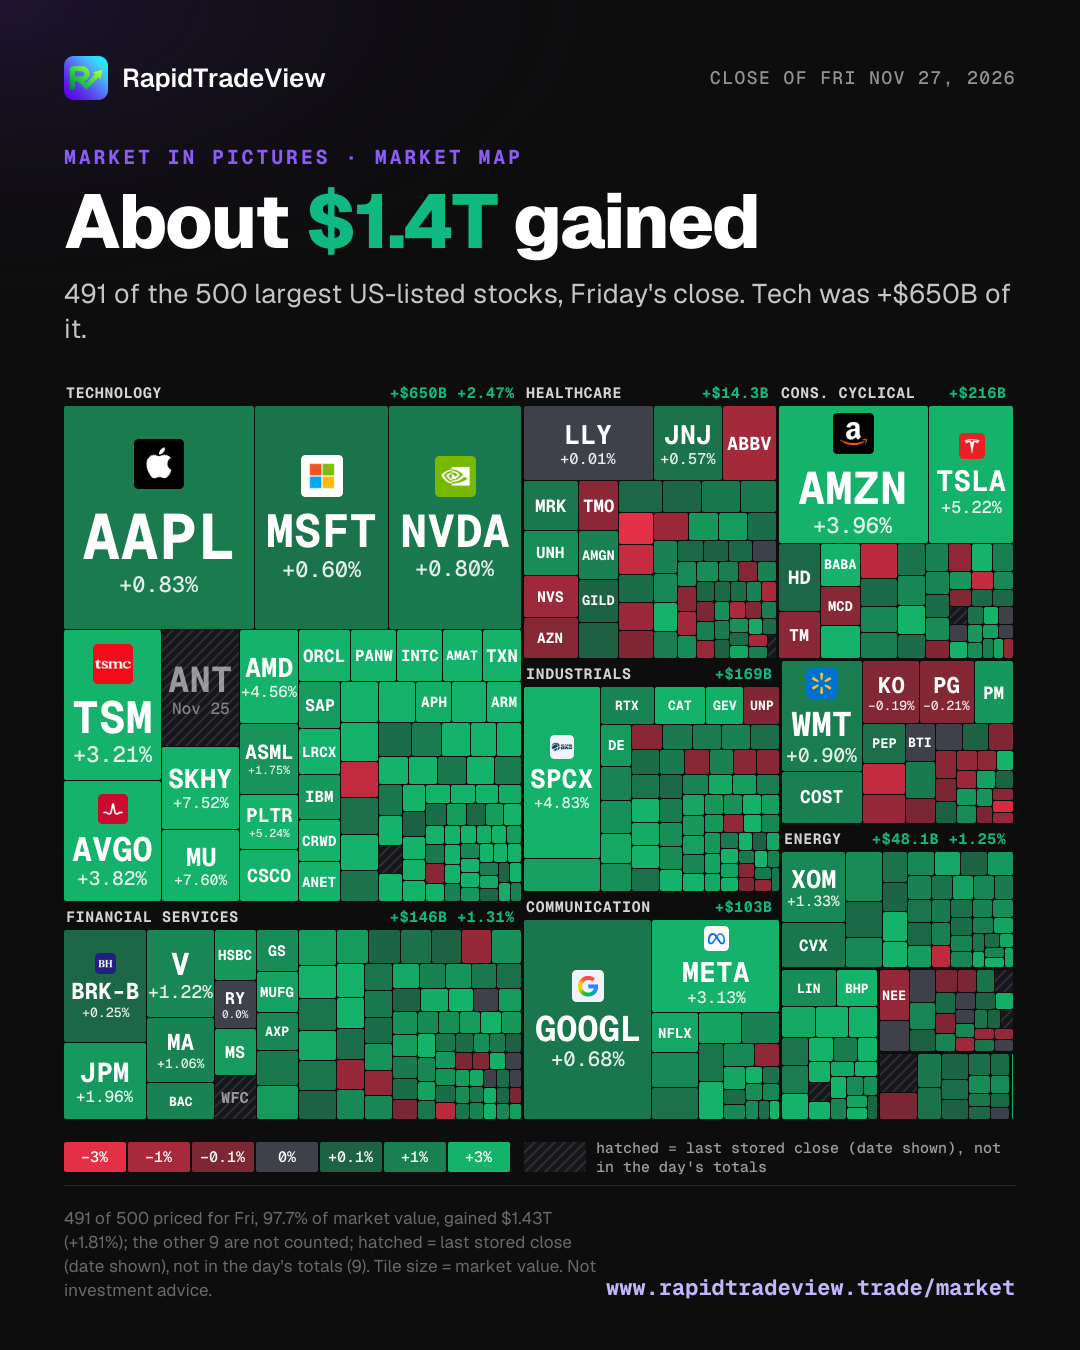 RapidTradeView
CLOSE OF FRI NOV 27, 2026
MARKET IN PICTURES · MARKET MAP
About $1.4T gained
491 of the 500 largest US-listed stocks, Friday's close. Tech was +$650B of
it.
TECHNOLOGY +$650B +2.47%
AAPL
+0.83%
MSFT
+0.60%
NVDA
+0.80%
tsmc
TSM
+3.21%
ANT
Nov 25
AMD
+4.56%
ORCL
PANW
INTC
AMAT
TXN
SAP
APH
ARM
SKHY
+7.52%
ASML
+1.75%
LRCX
AVGO
+3.82%
MU
+7.60%
PLTR
+5.24%
IBM
CRWD
CSCO
ANET
HEALTHCARE +$14.3B
LLY
+0.01%
JNJ
+0.57%
ABBV
MRK
TMO
UNH
AMGN
NVS
GILD
AZN
CONS. CYCLICAL +$216B
AMZN
+3.96%
TSLA
+5.22%
HD
BABA
MCD
TM
INDUSTRIALS +$169B
SPCX
+4.83%
RTX
CAT
GEV
UNP
DE
WMT
+0.90%
KO
-0.19%
PG
-0.21%
PM
PEP
BTI
COST
ENERGY +$48.1B +1.25%
XOM
+1.33%
CVX
FINANCIAL SERVICES +$146B +1.31%
BH
BRK-B
+0.25%
V
+1.22%
HSBC
GS
RY
0.0%
MUFG
JPM
+1.96%
MA
+1.06%
MS
AXP
BAC
WFC
COMMUNICATION +$103B
GOOGL
+0.68%
META
+3.13%
NFLX
LIN
BHP
NEE
-3%
-1%
-0.1%
0%
+0.1%
+1%
+3%
hatched = last stored close (date shown), not
in the day's totals
491 of 500 priced for Fri, 97.7% of market value, gained $1.43T
(+1.81%); the other 9 are not counted; hatched = last stored close
(date shown), not in the day's totals (9). Tile size = market value. Not
investment advice.
www.rapidtradeview.trade/market